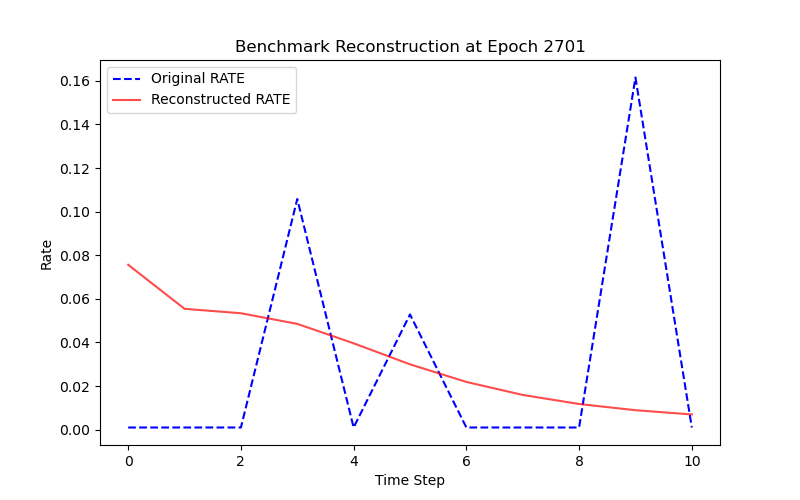 Benchmark Reconstruction at Epoch 2701
Original RATE
Reconstructed RATE
0.16
0.14
0.12
0.10
0.08
0.06
0.04
0.02
0.00
Rate
0 2 4 6 8 10
Time Step